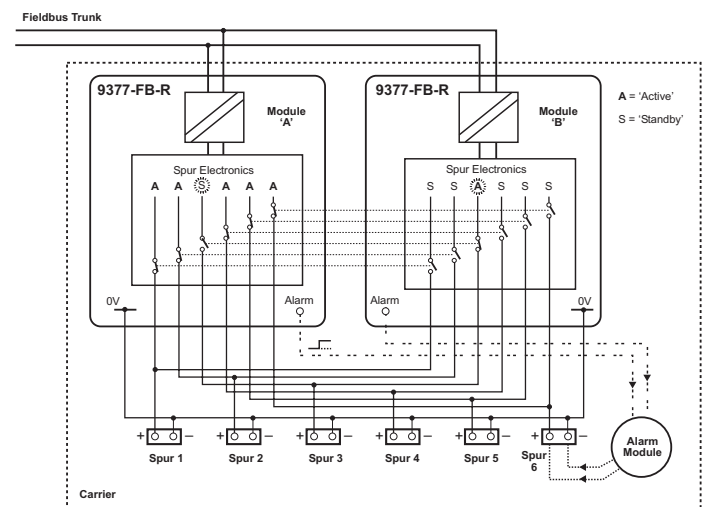 Fieldbus Trunk
9377-FB-R
9377-FB-R
A = 'Active'
S = 'Standby'
Module
'A'
Module
'B'
Spur Electronics
Spur Electronics
A A S A A A
S S A S S S
0V
Alarm
Alarm
0V
+ – + – + – + – + – + –
Spur 1
Spur 2
Spur 3
Spur 4
Spur 5
Spur
6
Alarm
Module
Carrier